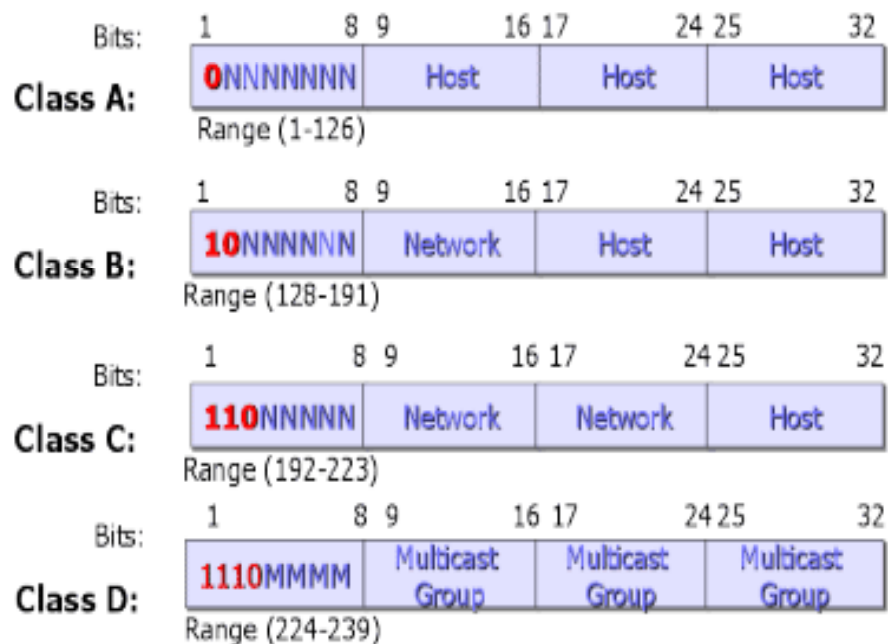 Bits: 1 8 9 16 17 24 25 32
Class A: 0NNNNNNN Host Host Host
Range (1-126)
Bits: 1 8 9 16 17 24 25 32
Class B: 10NNNNNN Network Host Host
Range (128-191)
Bits: 1 8 9 16 17 24 25 32
Class C: 110NNNNN Network Network Host
Range (192-223)
Bits: 1 8 9 16 17 24 25 32
Class D: 1110MMMM Multicast Group Multicast Group Multicast Group
Range (224-239)